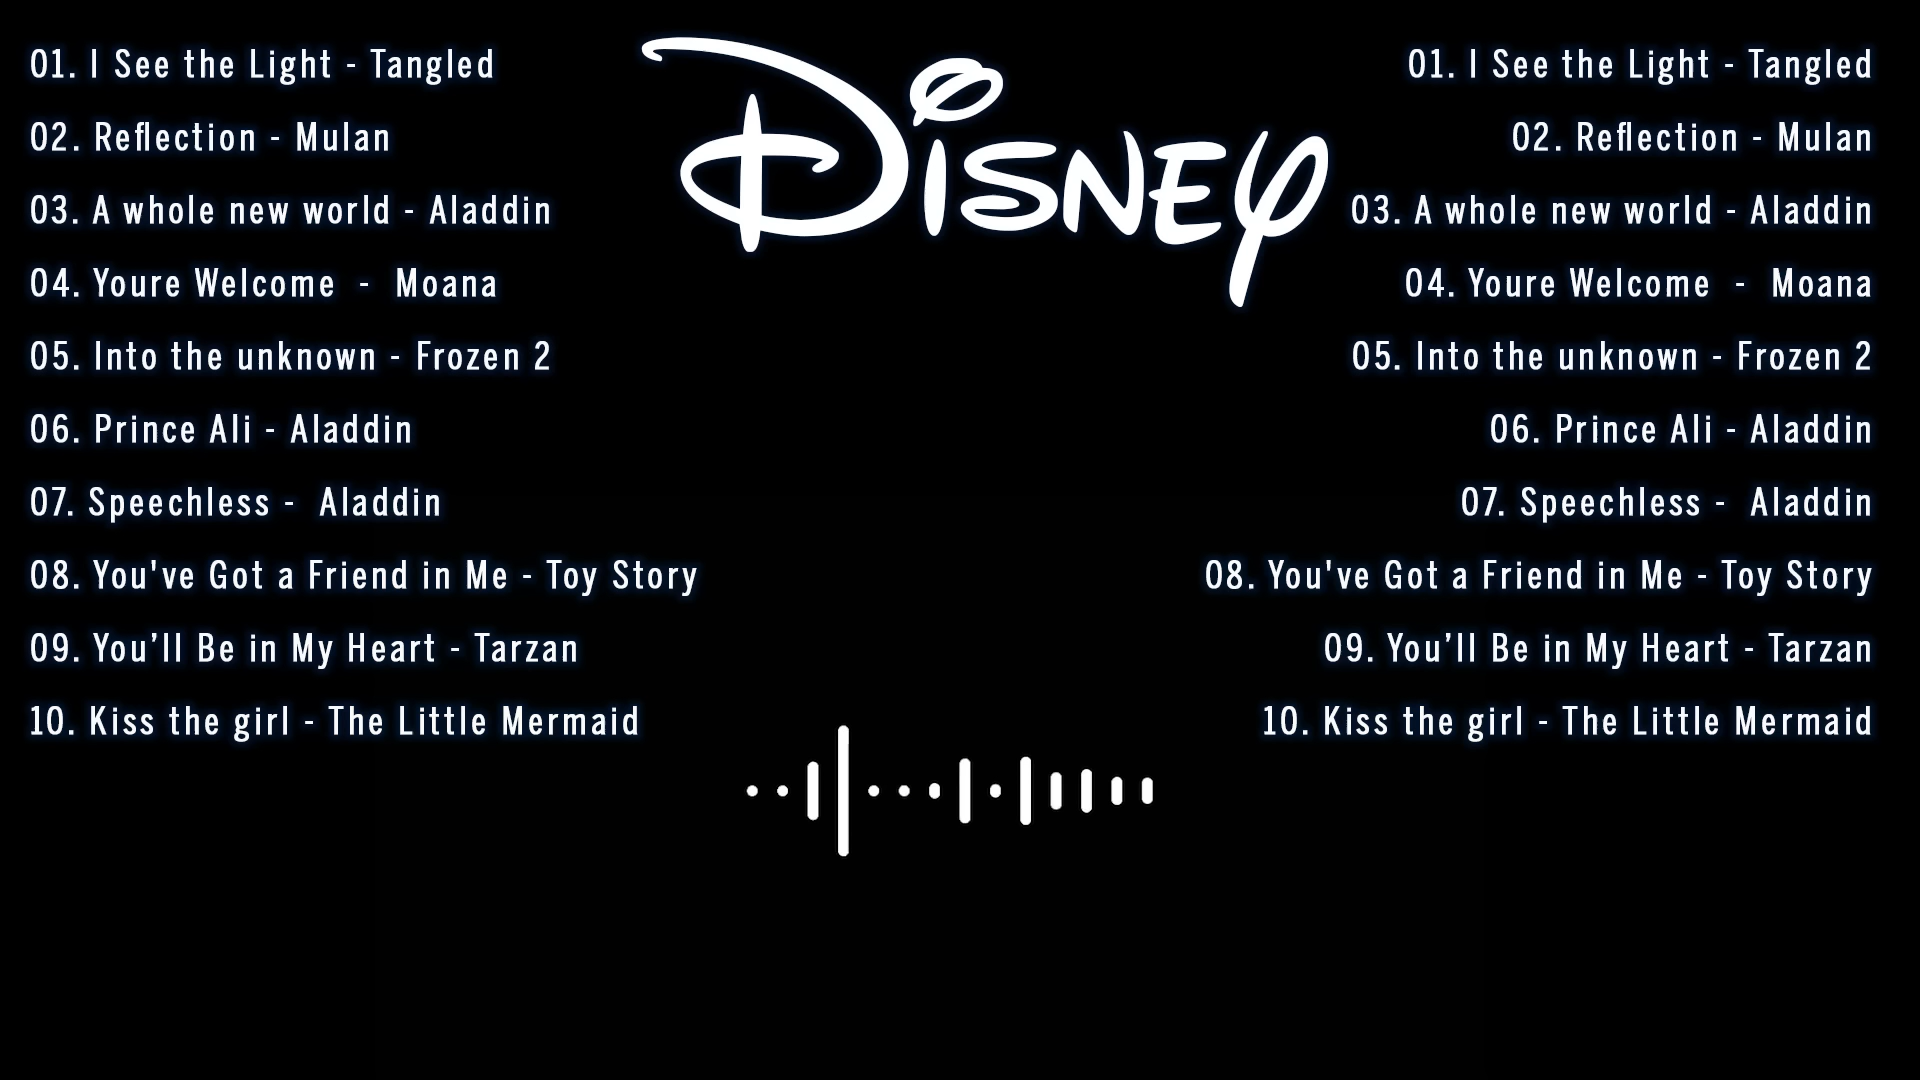 Disney
01. I See the Light - Tangled
02. Reflection - Mulan
03. A whole new world - Aladdin
04. Youre Welcome  -  Moana
05. Into the unknown - Frozen 2
06. Prince Ali - Aladdin
07. Speechless -  Aladdin
08. You've Got a Friend in Me - Toy Story
09. You’ll Be in My Heart - Tarzan
10. Kiss the girl - The Little Mermaid
01. I See the Light - Tangled
02. Reflection - Mulan
03. A whole new world - Aladdin
04. Youre Welcome  -  Moana
05. Into the unknown - Frozen 2
06. Prince Ali - Aladdin
07. Speechless -  Aladdin
08. You've Got a Friend in Me - Toy Story
09. You’ll Be in My Heart - Tarzan
10. Kiss the girl - The Little Mermaid